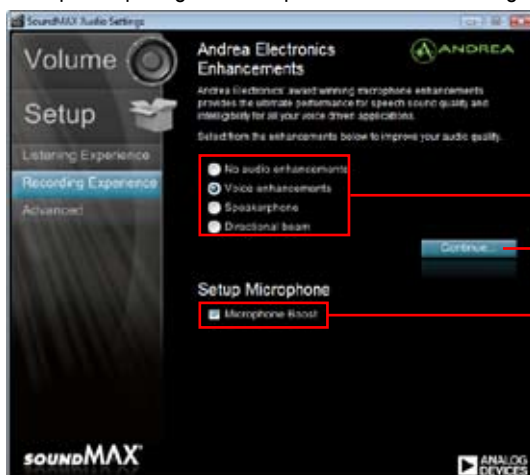 SoundMAX Audio Settings
Volume
Setup
Listening Experience
Recording Experience
Advanced
Andrea Electronics
Enhancements
ANDREA
Andrea Electronics' award winning microphone enhancements
provides the ultimate performance for speech sound quality and
intelligibility for all your voice driven applications.
Select from the enhancements below to improve your audio quality.
No audio enhancements
Voice enhancements
Speakerphone
Directional beam
Continue...
Setup Microphone
Microphone Boost
SOUNDMAX
ANALOG
DEVICES